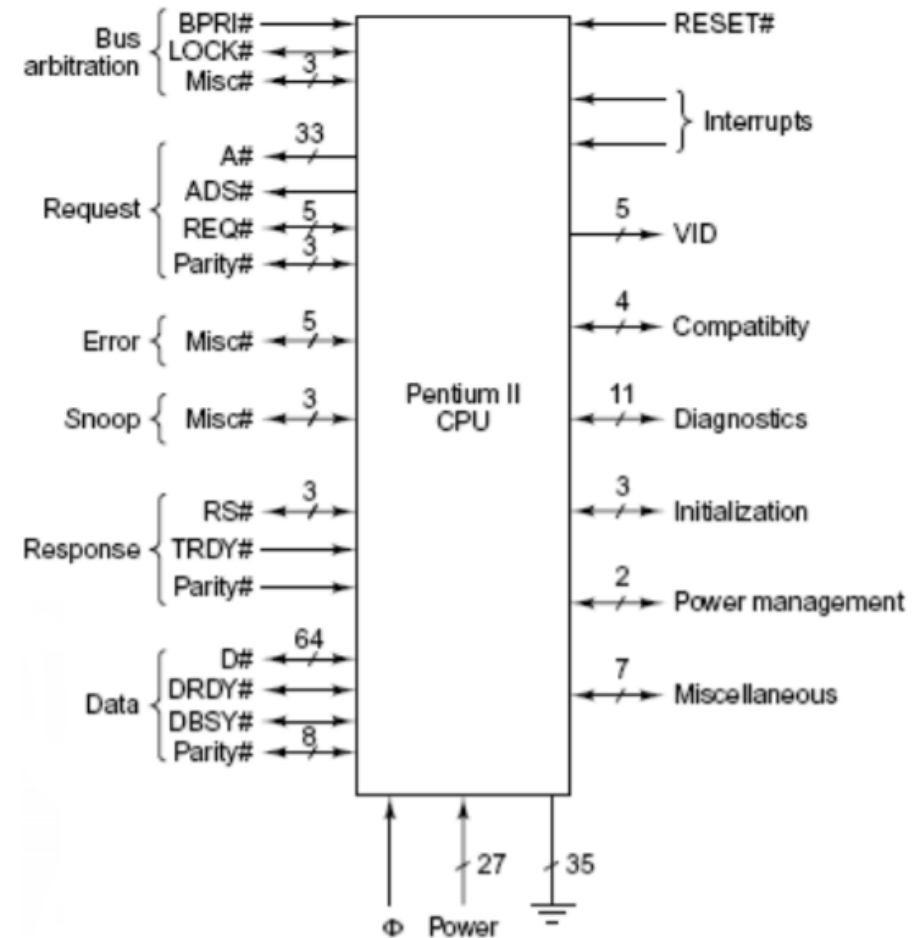 Bus
arbitration
BPRI#
LOCK#
3
Misc#
Request
33
A#
ADS#
5
REQ#
3
Parity#
Error
5
Misc#
Snoop
3
Misc#
Response
3
RS#
TRDY#
Parity#
Data
64
D#
DRDY#
DBSY#
8
Parity#
Pentium II
CPU
RESET#
Interrupts
5
VID
4
Compatibity
11
Diagnostics
3
Initialization
2
Power management
7
Miscellaneous
Φ
27
Power
35